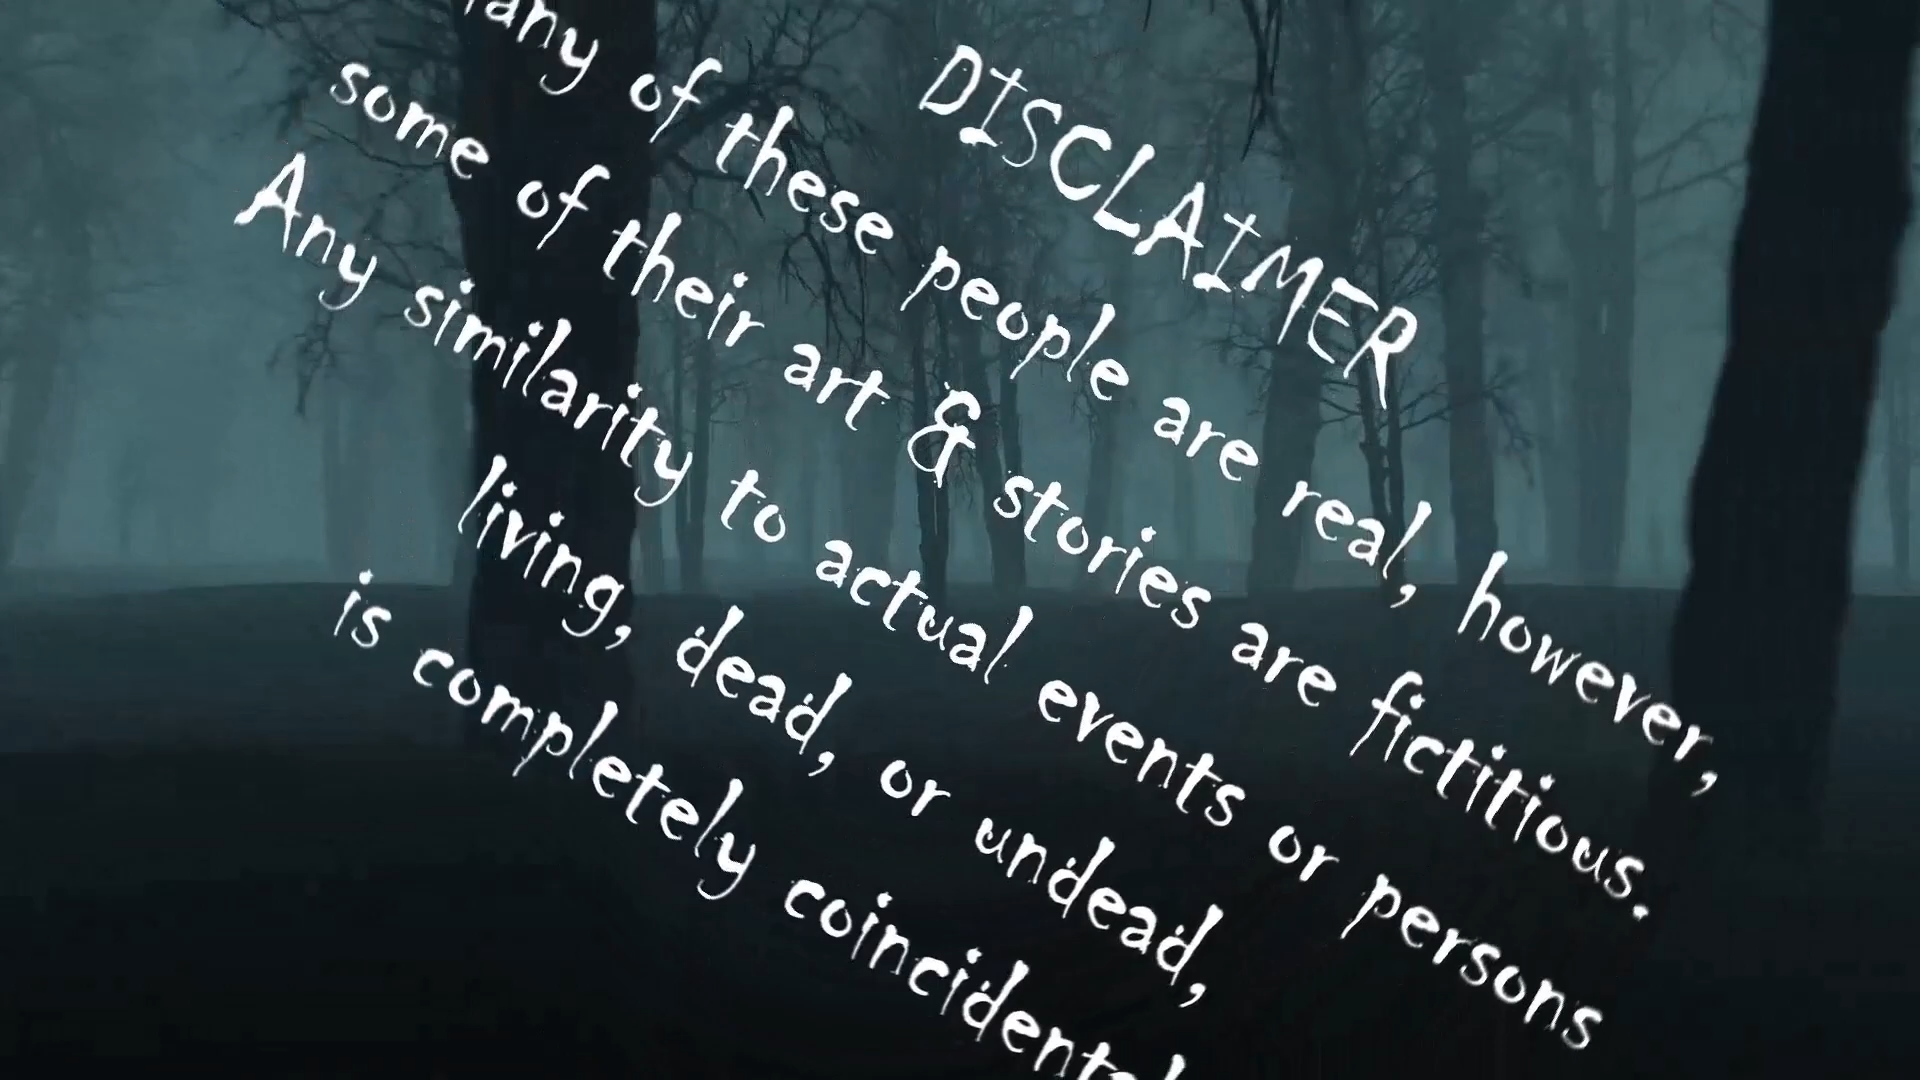 DISCLAIMER
of these people are real, however,
some of their art & stories are fictitious.
Any similarity to actual events or persons
living, dead, or undead,
is completely coincidental